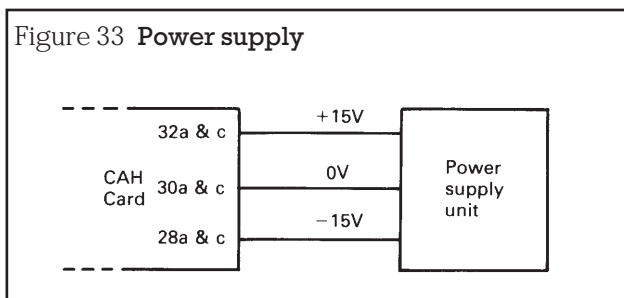 Figure 33 Power supply
32a & c
+15V
CAH
Card
30a & c
0V
Power
supply
unit
28a & c
−15V